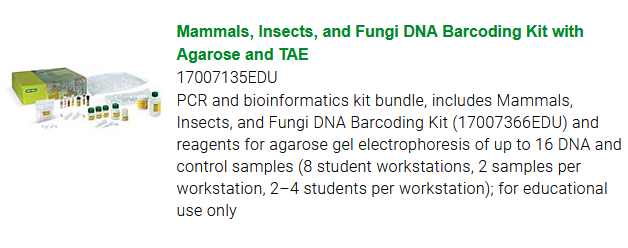 Mammals, Insects, and Fungi DNA Barcoding Kit with
Agarose and TAE
17007135EDU
PCR and bioinformatics kit bundle, includes Mammals,
Insects, and Fungi DNA Barcoding Kit (17007366EDU) and
reagents for agarose gel electrophoresis of up to 16 DNA and
control samples (8 student workstations, 2 samples per
workstation, 2–4 students per workstation); for educational
use only